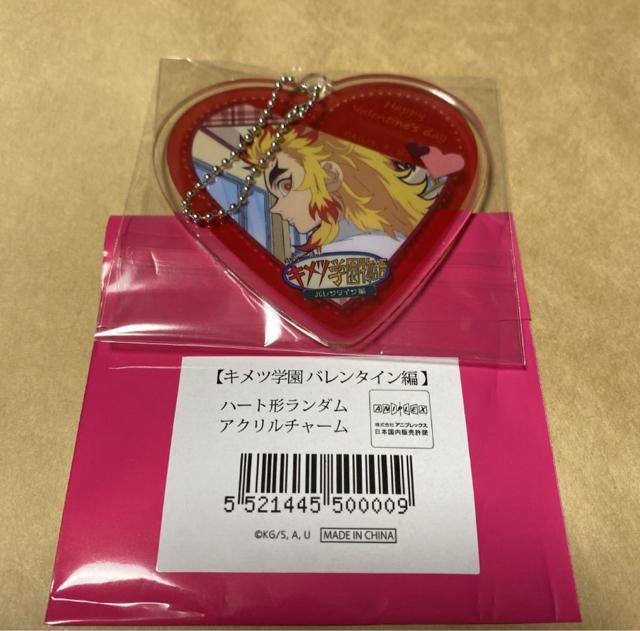 Happy
Valentine's day
キメツ学園物語
バレンタイン編
【キメツ学園 バレンタイン編】
ハート形ランダム
アクリルチャーム
ANIPLEX
株式会社アニプレックス
日本国内販売許諾
5 521445 500009
©KG/S, A, U
MADE IN CHINA